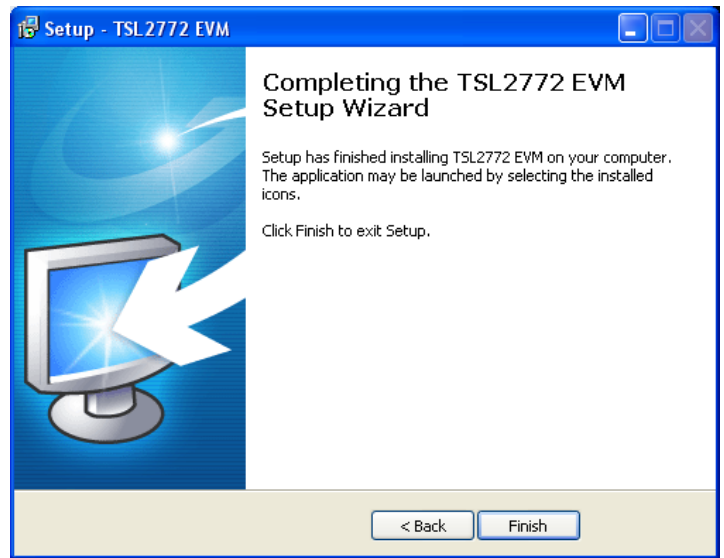 Setup - TSL2772 EVM
Completing the TSL2772 EVM
Setup Wizard
Setup has finished installing TSL2772 EVM on your computer.
The application may be launched by selecting the installed
icons.
Click Finish to exit Setup.
< Back
Finish